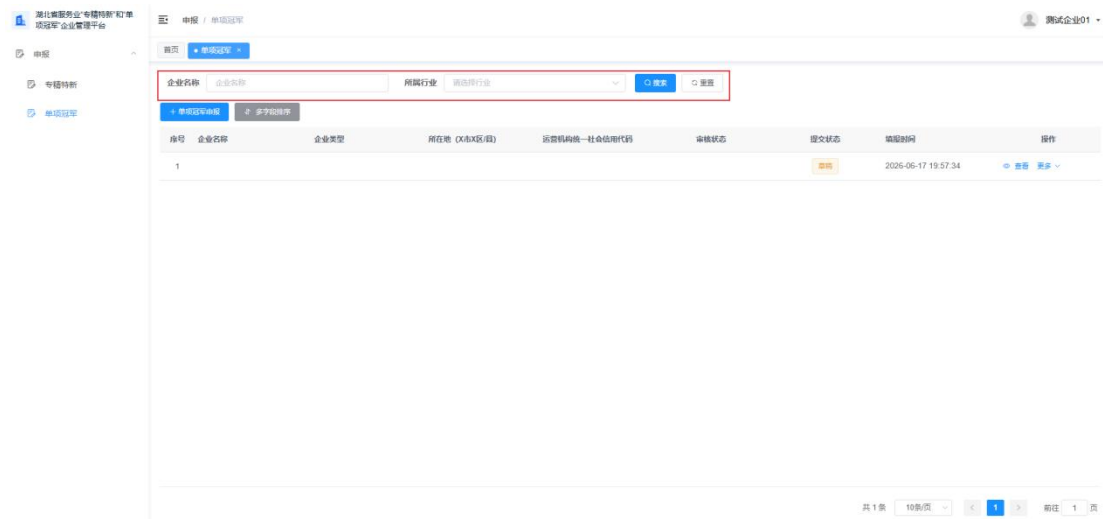 湖北省服务业“专精特新”和“单
项冠军”企业管理平台
申报 / 单项冠军
测试企业01
申报
首页 单项冠军 ×
专精特新
单项冠军
企业名称 企业名称 所属行业 请选择行业 搜索 重置
+ 单项冠军申报 多字段排序
序号 企业名称 企业类型 所在地（X市X区/县） 运营机构统一社会信用代码 审核状态 提交状态 填报时间 操作
1 草稿 2026-06-17 19:57:34 查看 更多
共 1 条 10条/页 < 1 > 前往 1 页